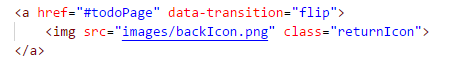 <a href="#todoPage" data-transition="flip">
<img src="images/backIcon.png" class="returnIcon">
</a>